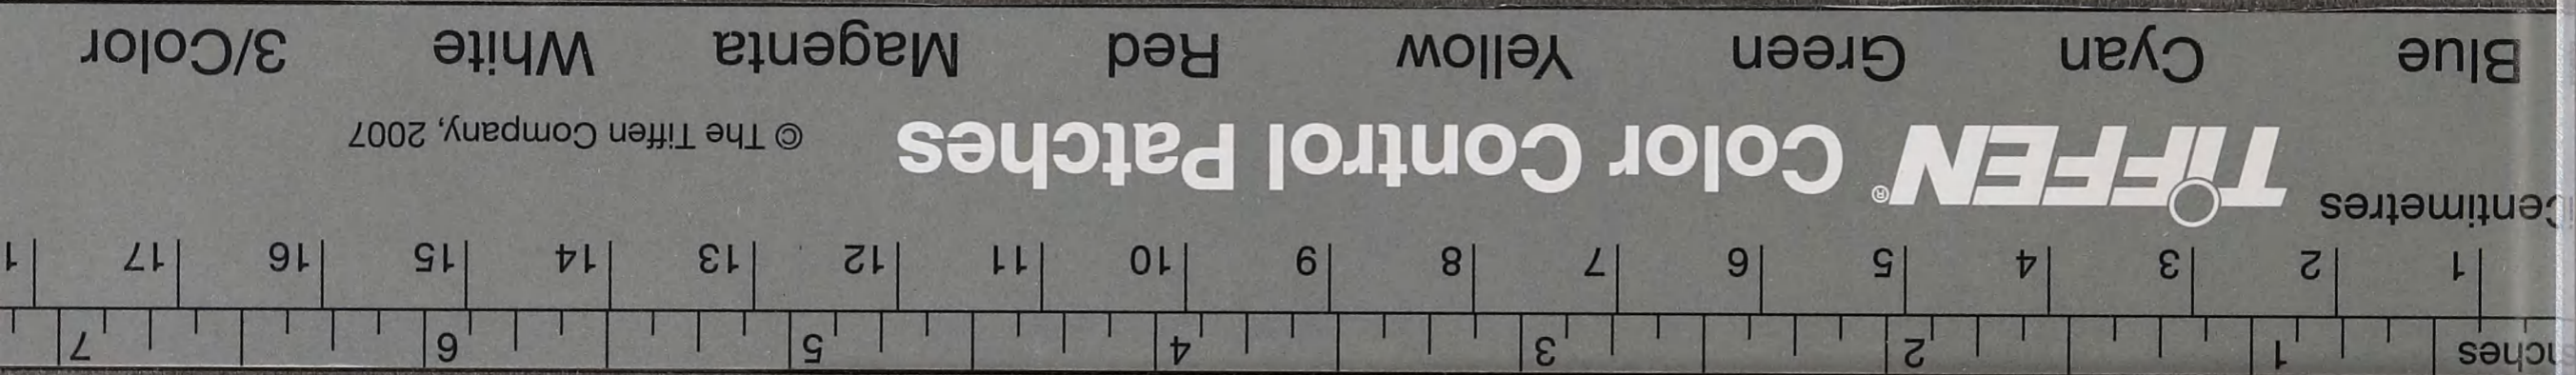 Inches 1 2 3 4 5 6 7
Centimetres 1 2 3 4 5 6 7 8 9 10 11 12 13 14 15 16 17 1
TIFFEN® Color Control Patches © The Tiffen Company, 2007
Blue Cyan Green Yellow Red Magenta White 3/Color